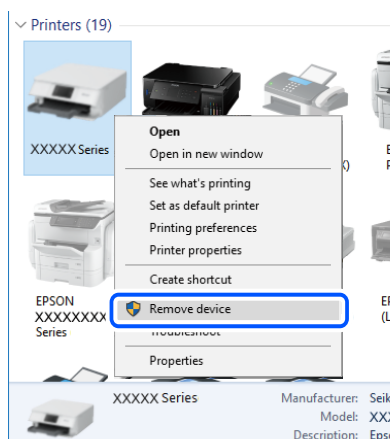 Printers (19)
XXXXX Series
Open
Open in new window
See what's printing
Set as default printer
Printing preferences
Printer properties
Create shortcut
Remove device
Troubleshoot
Properties
EPSON
XXXXXXXX
Series
XXXXX Series
Manufacturer:
Model:
Description: